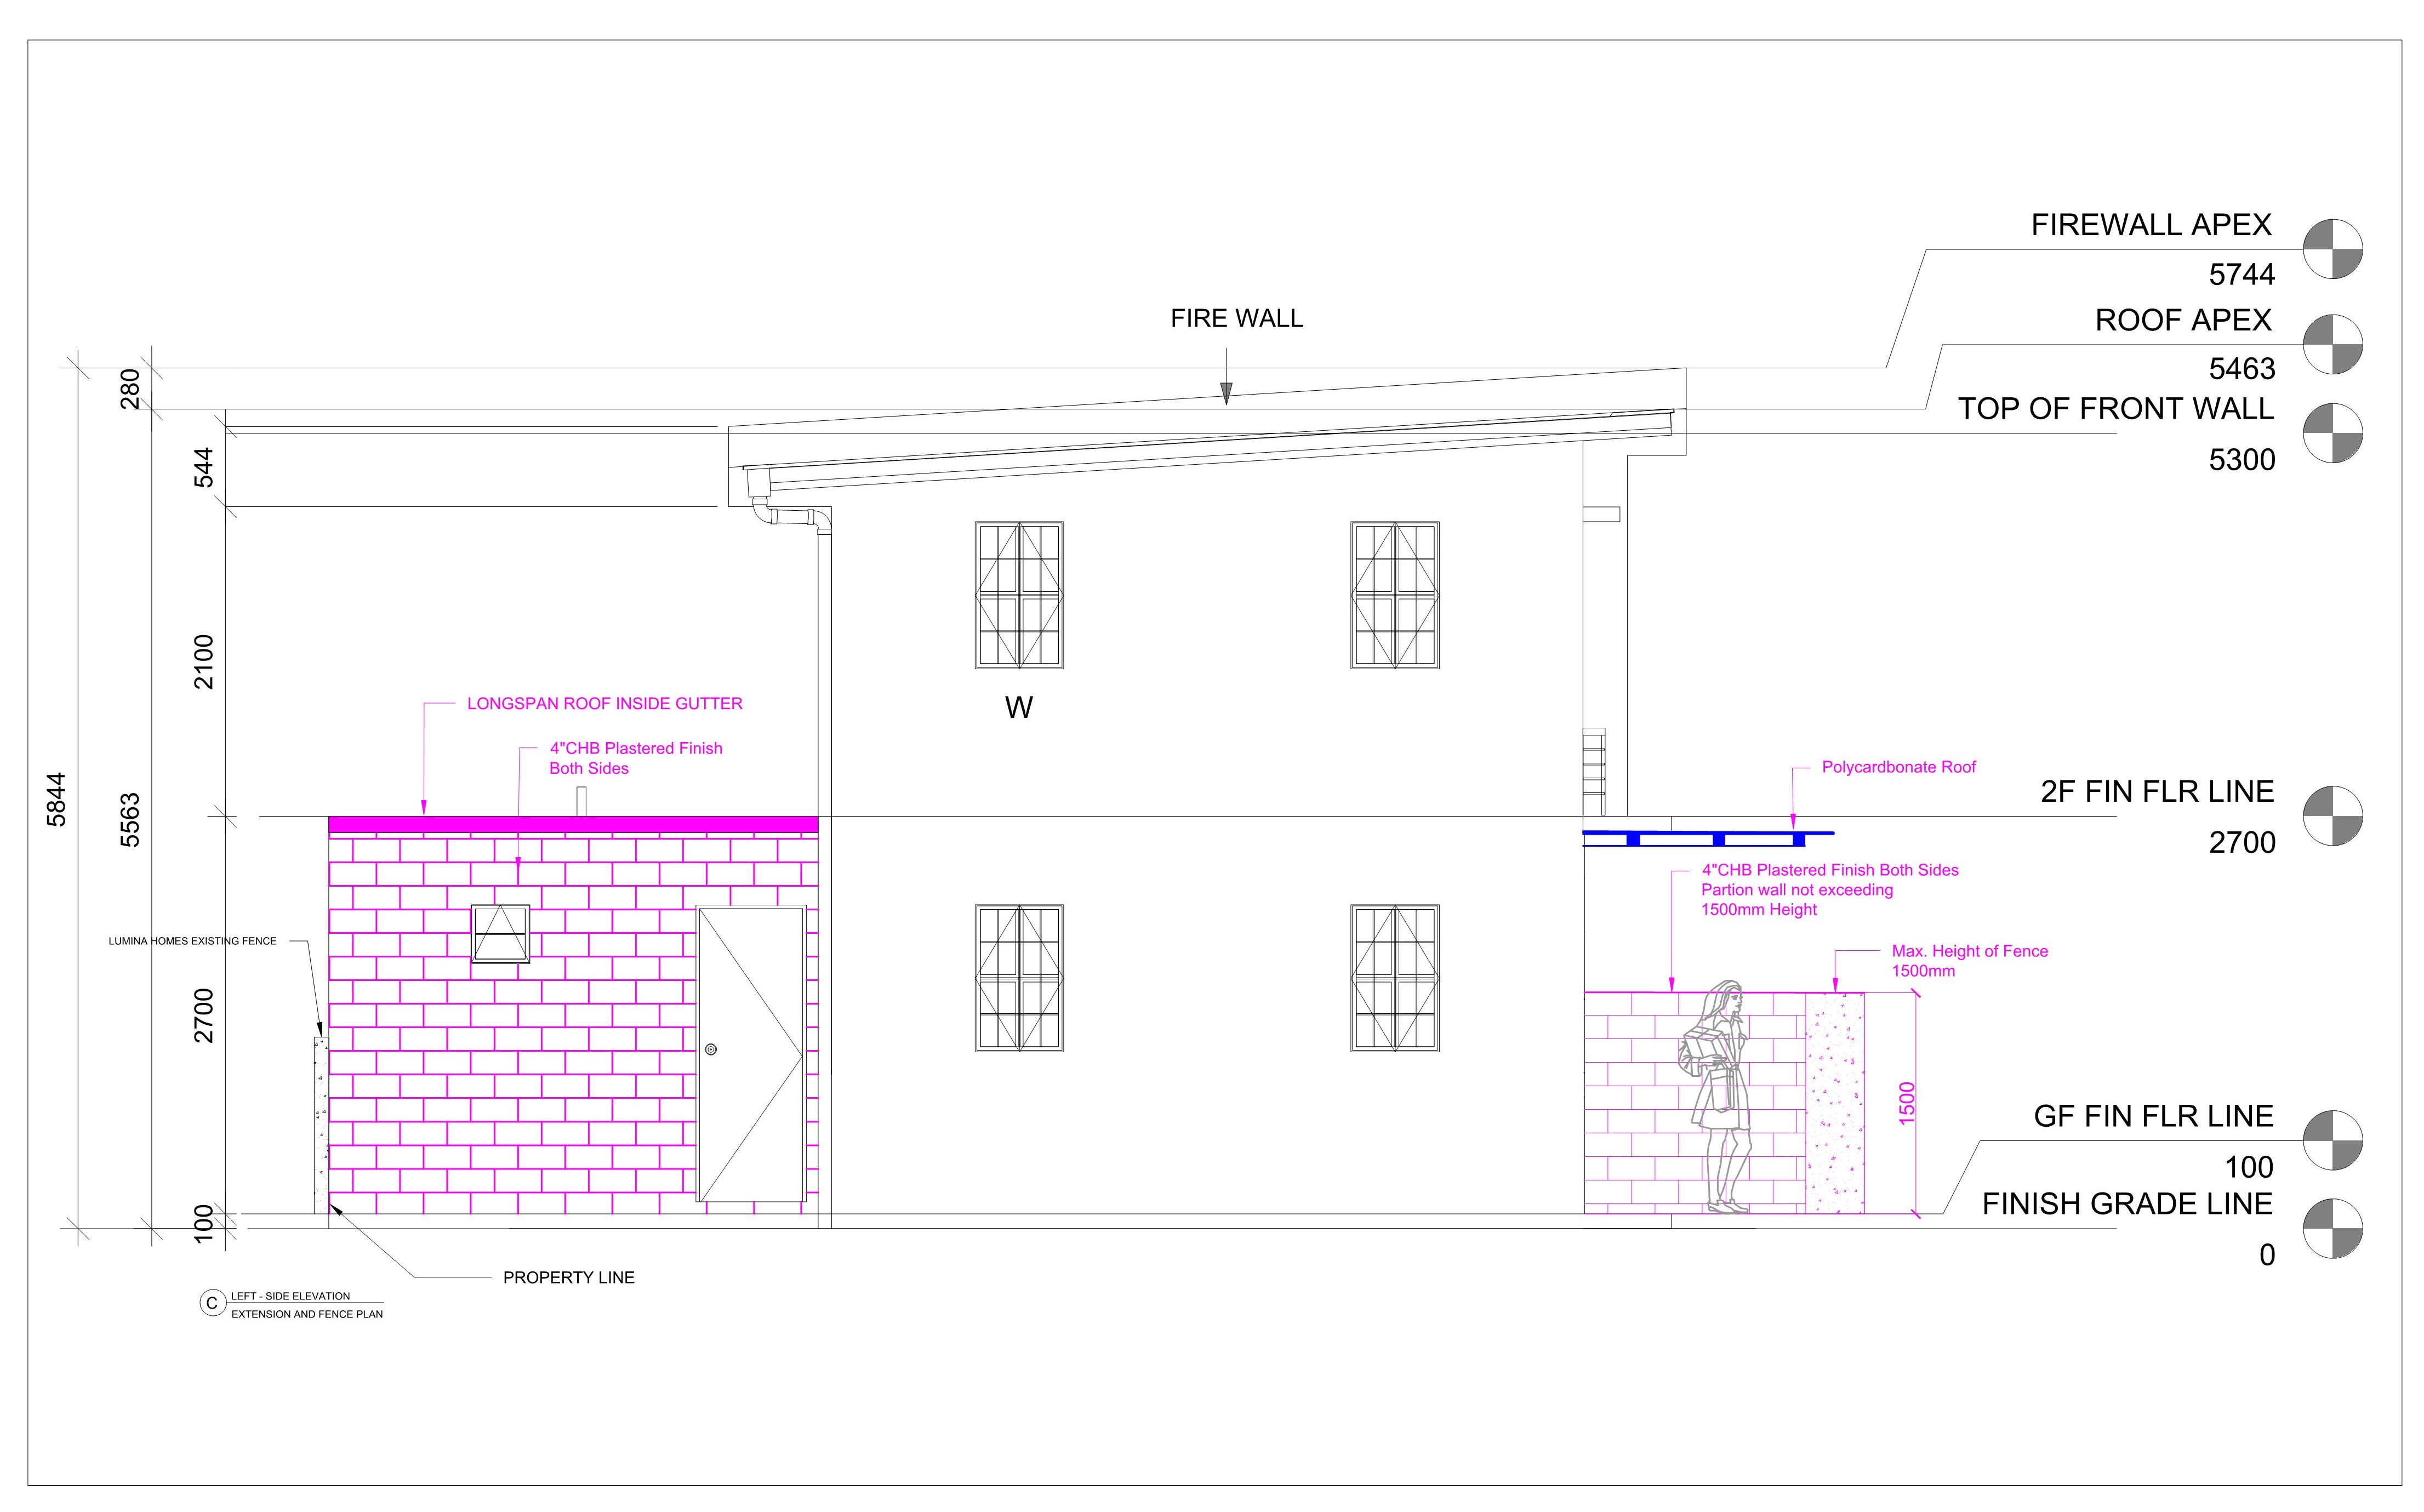 FIREWALL APEX
5744
FIRE WALL
ROOF APEX
5463
280
TOP OF FRONT WALL
5300
544
2100
LONGSPAN ROOF INSIDE GUTTER
W
4"CHB Plastered Finish
Both Sides
Polycardbonate Roof
5844
5563
2F FIN FLR LINE
2700
4"CHB Plastered Finish Both Sides
Partion wall not exceeding
1500mm Height
LUMINA HOMES EXISTING FENCE
Max. Height of Fence
1500mm
2700
1500
GF FIN FLR LINE
100
FINISH GRADE LINE
0
100
PROPERTY LINE
C
LEFT - SIDE ELEVATION
EXTENSION AND FENCE PLAN